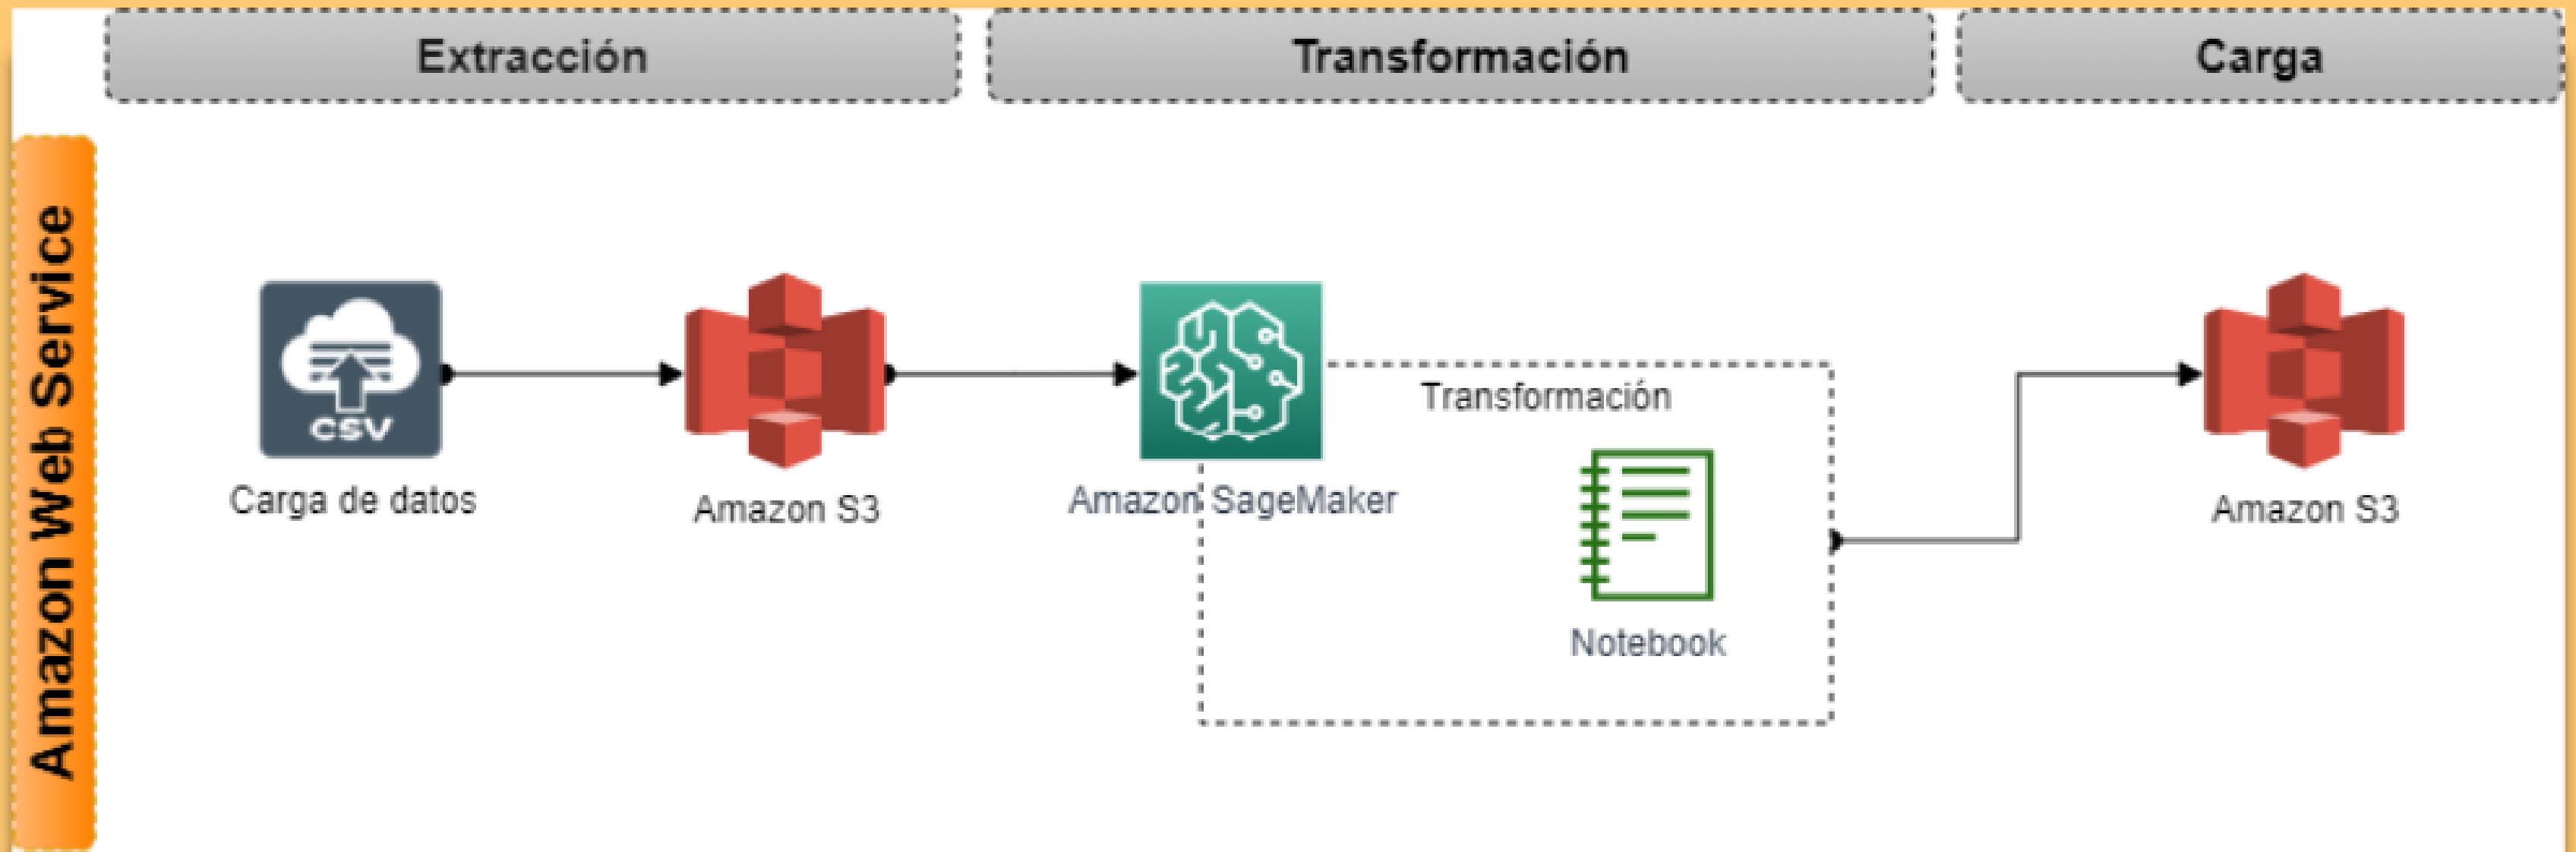 Extracción
Transformación
Carga
Amazon Web Service
CSV
Carga de datos
Amazon S3
Amazon SageMaker
Transformación
Notebook
Amazon S3